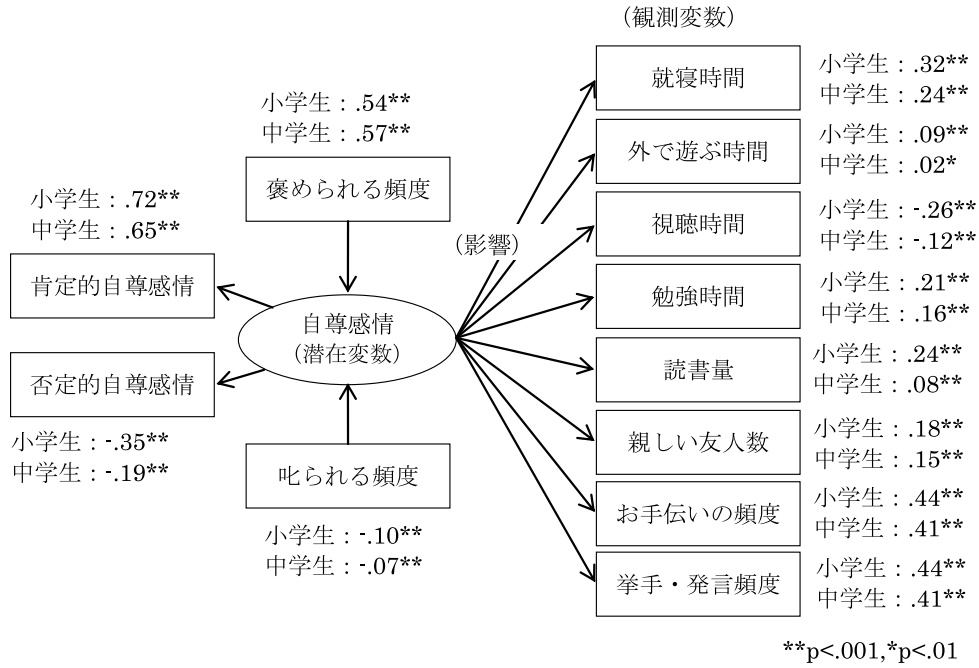 (観測変数)
就寝時間
小学生：.32**
中学生：.24**
外で遊ぶ時間
小学生：.09**
中学生：.02*
視聴時間
小学生：-.26**
中学生：-.12**
勉強時間
小学生：.21**
中学生：.16**
読書量
小学生：.24**
中学生：.08**
親しい友人数
小学生：.18**
中学生：.15**
お手伝いの頻度
小学生：.44**
中学生：.41**
挙手・発言頻度
小学生：.44**
中学生：.41**
(影響)
小学生：.54**
中学生：.57**
褒められる頻度
小学生：.72**
中学生：.65**
肯定的自尊感情
自尊感情
(潜在変数)
否定的自尊感情
小学生：-.35**
中学生：-.19**
叱られる頻度
小学生：-.10**
中学生：-.07**
**p<.001,*p<.01